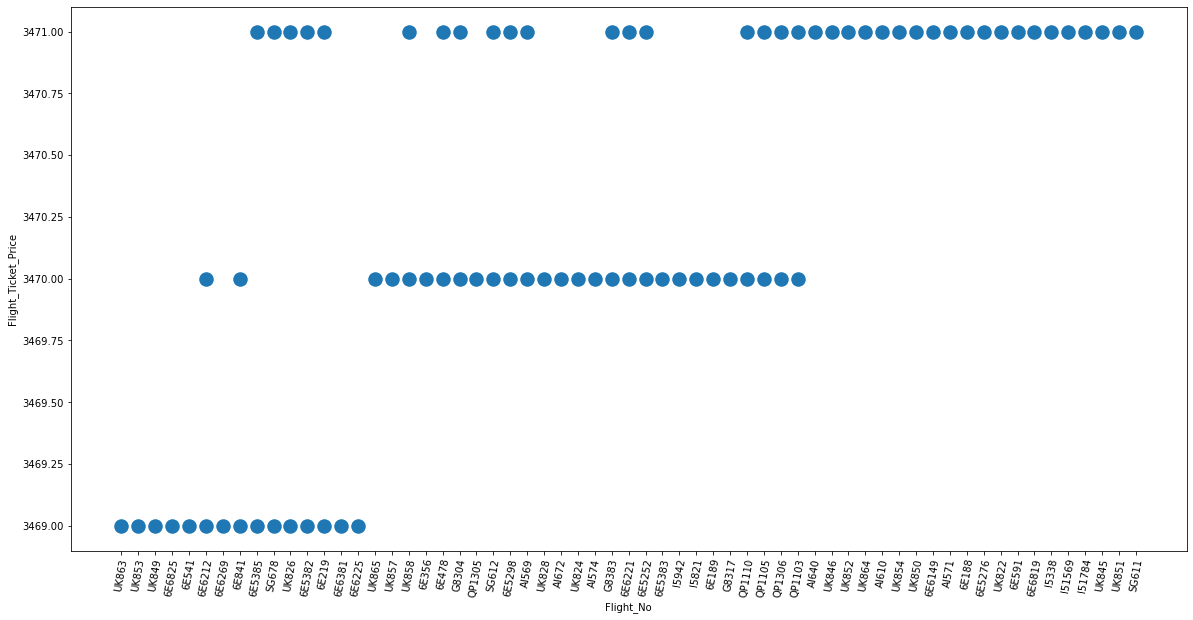 3471.00
3470.75
3470.50
3470.25
3470.00
3469.75
3469.50
3469.25
3469.00
Flight_Ticket_Price
UK863
UK853
UK849
6E6825
6E541
6E6212
6E6269
6E841
6E5385
SG678
UK826
6E5382
6E219
6E6381
6E6225
UK865
UK857
UK858
6E356
6E478
G8304
QP1305
SG612
6E5298
AI569
UK828
AI672
UK824
AI574
G8383
6E6221
6E5252
6E5383
I5942
I5821
6E189
G8317
QP1110
QP1105
QP1306
QP1103
AI640
UK846
UK852
UK864
AI610
UK854
UK850
6E6149
AI571
6E188
6E5276
UK822
6E591
6E6819
I5338
I51569
I51784
UK845
UK851
SG611
Flight_No